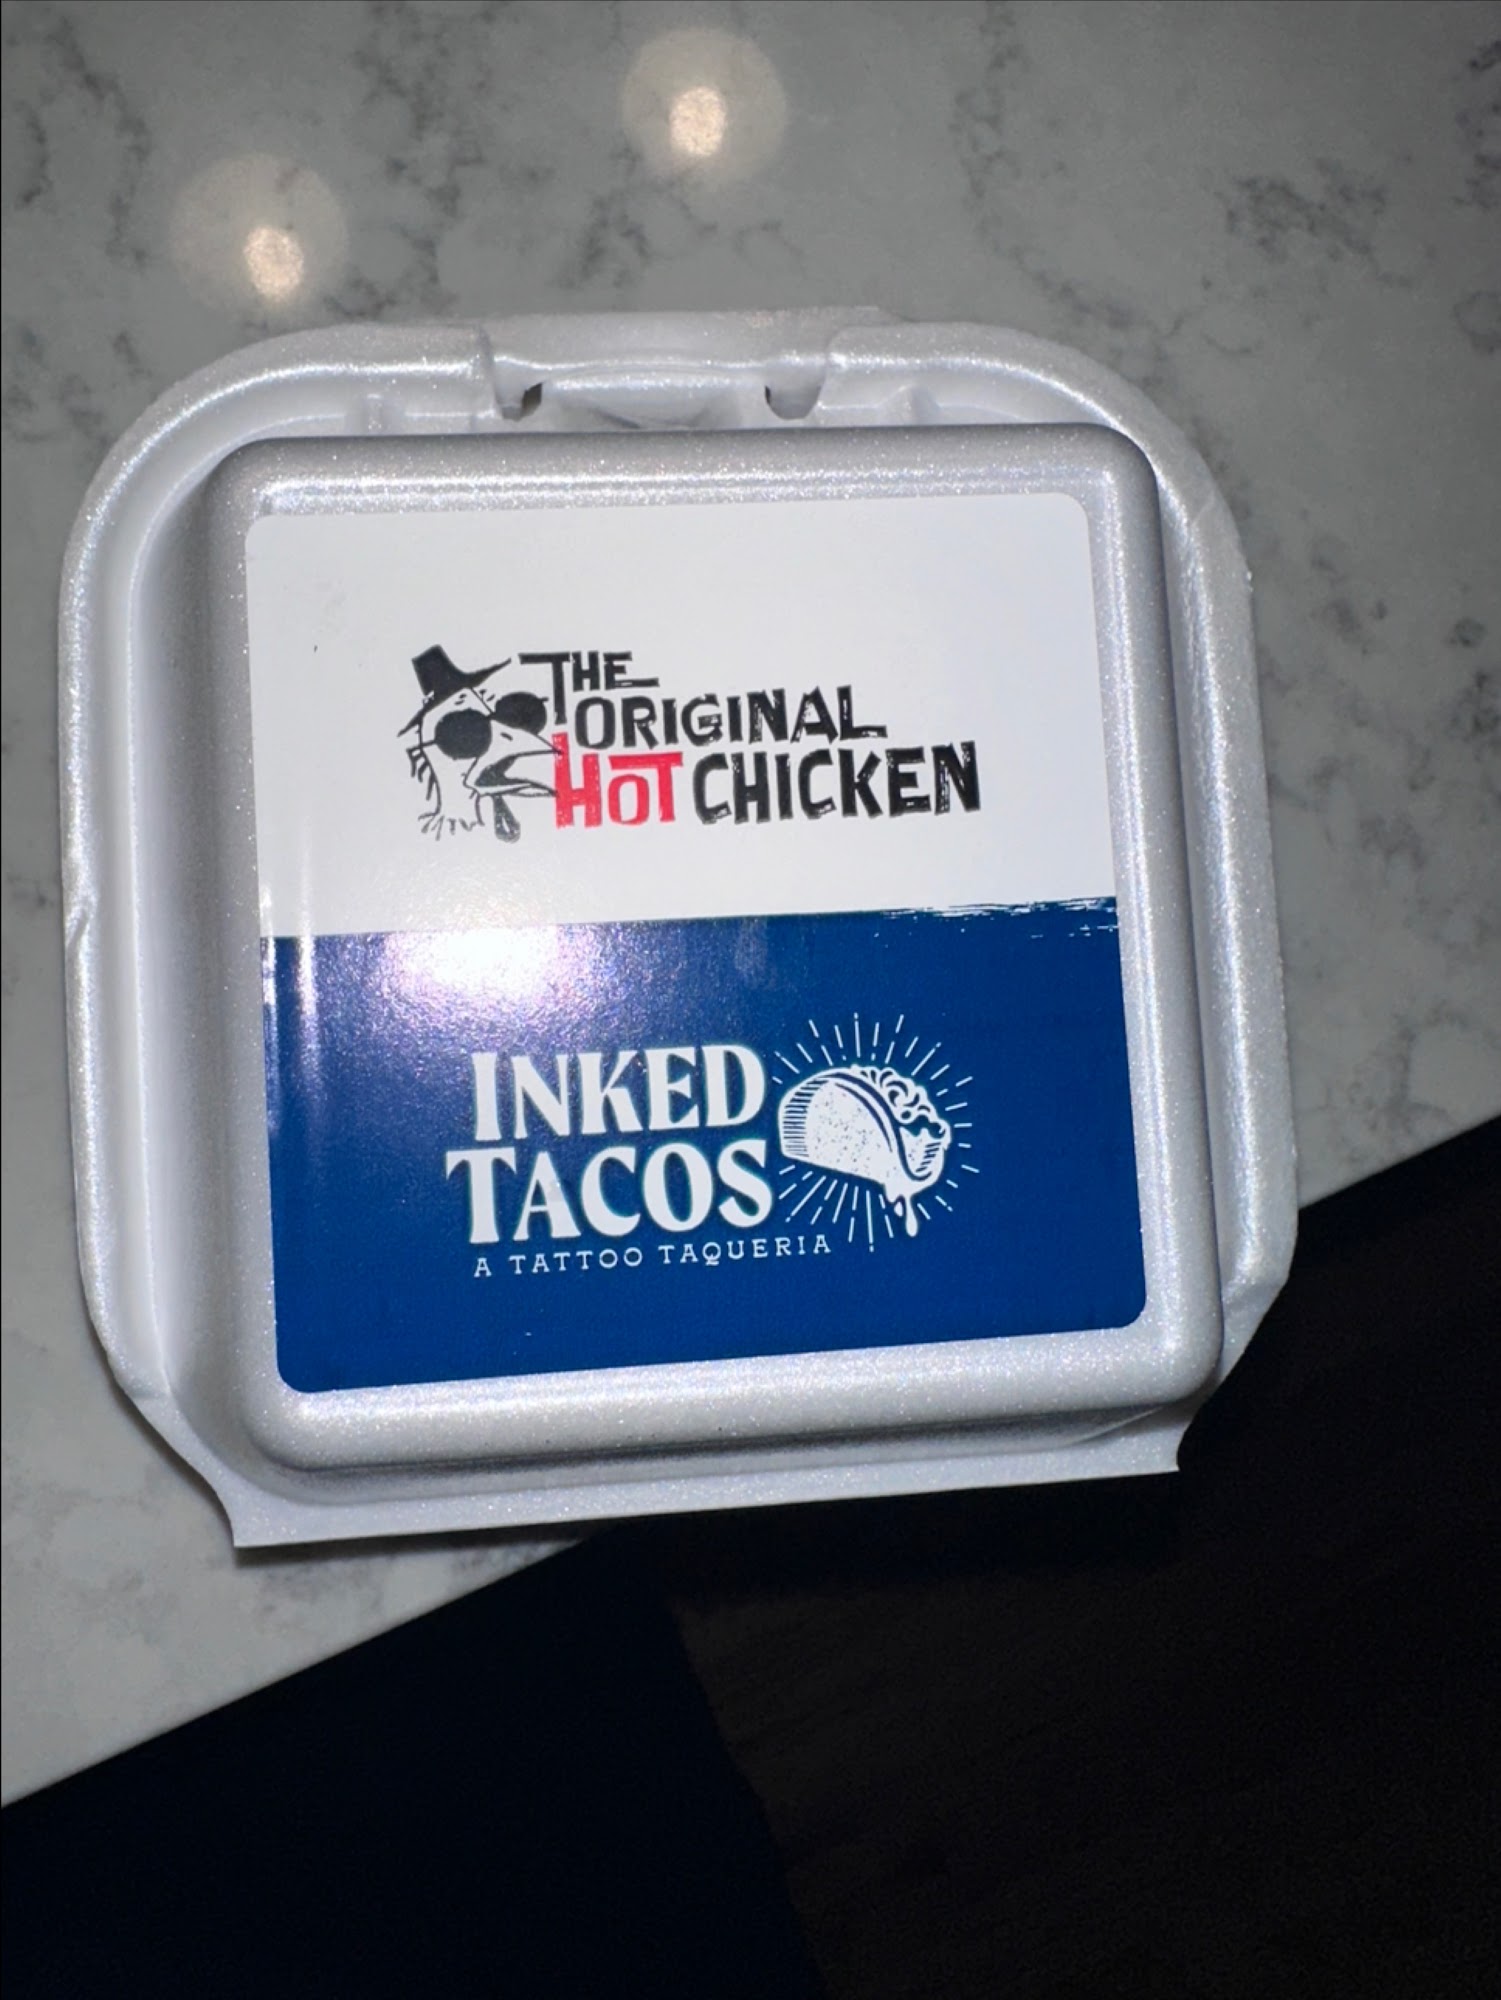 THE
ORIGINAL
HOT CHICKEN
INKED
TACOS
A TATTOO TAQUERIA